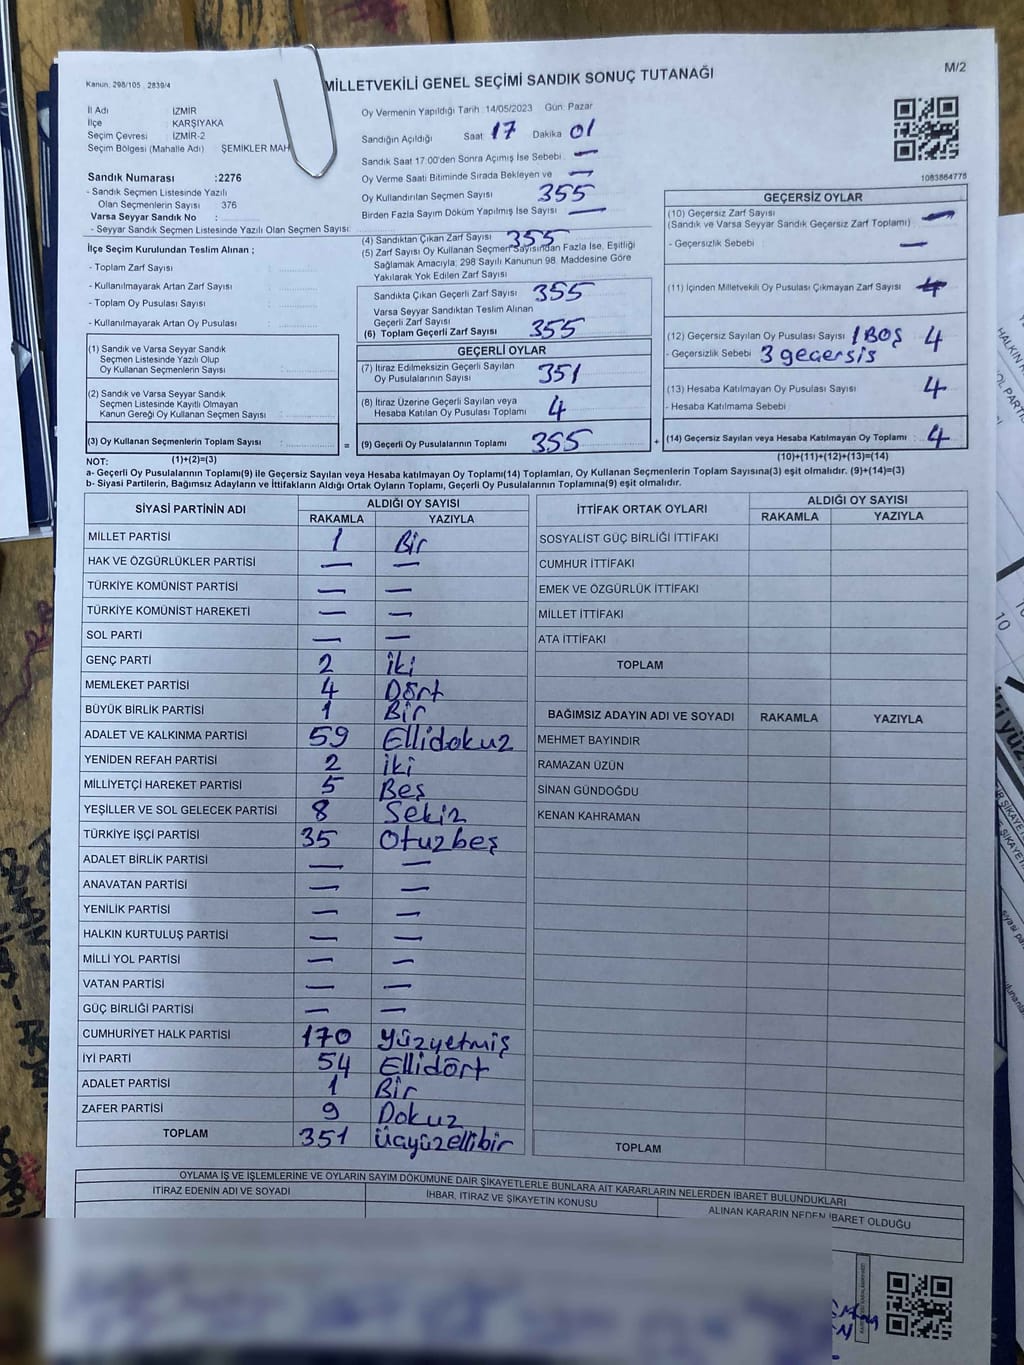 Kanun: 298/105 , 2839/4
MİLLETVEKİLİ GENEL SEÇİMİ SANDIK SONUÇ TUTANAĞI
M/2
İl Adı : İZMİR
İlçe : KARŞIYAKA
Seçim Çevresi : İZMİR-2
Seçim Bölgesi (Mahalle Adı) : ŞEMİKLER MAH
Sandık Numarası :2276
- Sandık Seçmen Listesinde Yazılı
Olan Seçmenlerin Sayısı : 376
Varsa Seyyar Sandık No :
- Seyyar Sandık Seçmen Listesinde Yazılı Olan Seçmen Sayısı:
İlçe Seçim Kurulundan Teslim Alınan ;
- Toplam Zarf Sayısı :
- Kullanılmayarak Artan Zarf Sayısı :
- Toplam Oy Pusulası Sayısı :
- Kullanılmayarak Artan Oy Pusulası :
(1) Sandık ve Varsa Seyyar Sandık
Seçmen Listesinde Yazılı Olup
Oy Kullanan Seçmen Sayısı :
(2) Sandık ve Varsa Seyyar Sandık
Seçmen Listesinde Kayıtlı Olmayan
Kanun Gereği Oy Kullanan Seçmen Sayısı :
(3) Oy Kullanan Seçmenlerin Toplam Sayısı :
(1)+(2)=(3)
Oy Vermenin Yapıldığı Tarih :14/05/2023 Gün: Pazar
Sandığın Açıldığı Saat 17 Dakika 01
Sandık Saat 17:00'den Sonra Açılmış İse Sebebi : —
Oy Verme Saati Bitiminde Sırada Bekleyen ve —
Oy Kullandırılan Seçmen Sayısı 355
Birden Fazla Sayım Döküm Yapılmış İse Sayısı : —
(4) Sandıktan Çıkan Zarf Sayısı : 355
(5) Zarf Sayısı Oy Kullanan Seçmen Sayısından Fazla İse, Eşitliği
Sağlamak Amacıyla; 298 Sayılı Kanunun 98. Maddesine Göre
Yakılarak Yok Edilen Zarf Sayısı :
Sandıkta Çıkan Geçerli Zarf Sayısı : 355
Varsa Seyyar Sandıktan Teslim Alınan
Geçerli Zarf Sayısı :
(6) Toplam Geçerli Zarf Sayısı : 355
GEÇERLİ OYLAR
(7) İtiraz Edilmeksizin Geçerli Sayılan
Oy Pusulalarının Sayısı : 351
(8) İtiraz Üzerine Geçerli Sayılan veya
Hesaba Katılan Oy Pusulası Toplamı : 4
= (9) Geçerli Oy Pusulalarının Toplamı : 355 +
1083864778
GEÇERSİZ OYLAR
(10) Geçersiz Zarf Sayısı : —
(Sandık ve Varsa Seyyar Sandık Geçersiz Zarf Toplamı)
- Geçersizlik Sebebi : —
(11) İçinden Milletvekili Oy Pusulası Çıkmayan Zarf Sayısı :
(12) Geçersiz Sayılan Oy Pusulası Sayısı : 1 BOŞ 4
- Geçersizlik Sebebi : 3 geçersis
(13) Hesaba Katılmayan Oy Pusulası Sayısı : 4
- Hesaba Katılmama Sebebi :
(14) Geçersiz Sayılan veya Hesaba Katılmayan Oy Toplamı : 4
(10)+(11)+(12)+(13)=(14)
NOT:
a- Geçerli Oy Pusulalarının Toplamı(9) ile Geçersiz Sayılan veya Hesaba katılmayan Oy Toplamı(14) Toplamları, Oy Kullanan Seçmenlerin Toplam Sayısına(3) eşit olmalıdır. (9)+(14)=(3)
b- Siyasi Partilerin, Bağımsız Adayların ve İttifakların Aldığı Ortak Oyların Toplamı, Geçerli Oy Pusulalarının Toplamına(9) eşit olmalıdır.
SİYASİ PARTİNİN ADI ALDIĞI OY SAYISI
RAKAMLA YAZIYLA
MİLLET PARTİSİ 1 Bir
HAK VE ÖZGÜRLÜKLER PARTİSİ — —
TÜRKİYE KOMÜNİST PARTİSİ — —
TÜRKİYE KOMÜNİST HAREKETİ — —
SOL PARTİ — —
GENÇ PARTİ 2 İki
MEMLEKET PARTİSİ 4 Dört
BÜYÜK BİRLİK PARTİSİ 1 Bir
ADALET VE KALKINMA PARTİSİ 59 Ellidokuz
YENİDEN REFAH PARTİSİ 2 İki
MİLLİYETÇİ HAREKET PARTİSİ 5 Beş
YEŞİLLER VE SOL GELECEK PARTİSİ 8 Sekiz
TÜRKİYE İŞÇİ PARTİSİ 35 Otuzbeş
ADALET BİRLİK PARTİSİ — —
ANAVATAN PARTİSİ — —
YENİLİK PARTİSİ — —
HALKIN KURTULUŞ PARTİSİ — —
MİLLİ YOL PARTİSİ — —
VATAN PARTİSİ — —
GÜÇ BİRLİĞİ PARTİSİ — —
CUMHURİYET HALK PARTİSİ 170 Yüzyetmiş
İYİ PARTİ 54 Ellidört
ADALET PARTİSİ 1 Bir
ZAFER PARTİSİ 9 Dokuz
TOPLAM 351 Üçyüzellibir
İTTİFAK ORTAK OYLARI ALDIĞI OY SAYISI
RAKAMLA YAZIYLA
SOSYALIST GÜÇ BİRLİĞİ İTTİFAKI
CUMHUR İTTİFAKI
EMEK VE ÖZGÜRLÜK İTTİFAKI
MİLLET İTTİFAKI
ATA İTTİFAKI
TOPLAM
BAĞIMSIZ ADAYIN ADI VE SOYADI RAKAMLA YAZIYLA
MEHMET BAYINDIR
RAMAZAN ÜZÜN
SİNAN GÜNDOĞDU
KENAN KAHRAMAN
TOPLAM
OYLAMA İŞ VE İŞLEMLERİNE VE OYLARIN SAYIM DÖKÜMÜNE DAİR ŞİKAYETLERLE BUNLARA AİT KARARLARIN NELERDEN İBARET BULUNDUKLARI
İTİRAZ EDENİN ADI VE SOYADI İHBAR, İTİRAZ VE ŞİKAYETİN KONUSU ALINAN KARARIN NEDEN İBARET OLDUĞU